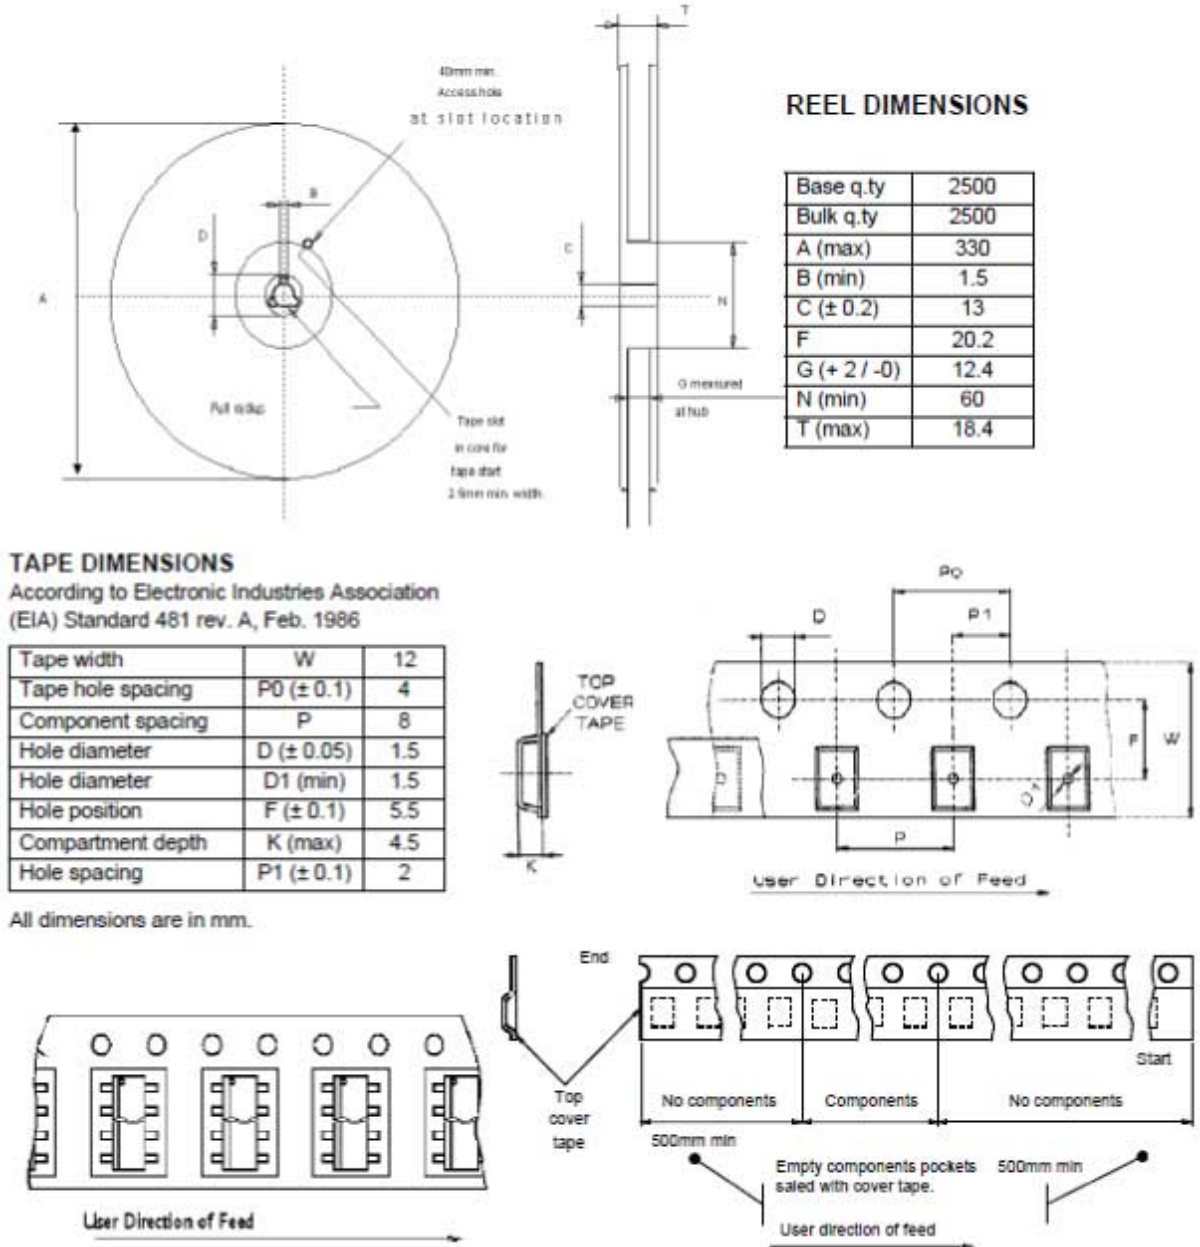 T
40mm min.
Access hole
at slot location
REEL DIMENSIONS
B
D
C
A
N
Base q.ty 2500
Bulk q.ty 2500
A (max) 330
B (min) 1.5
C (± 0.2) 13
F 20.2
G (+ 2 / -0) 12.4
N (min) 60
T (max) 18.4
G measured
at hub
Full radius
Tape slot
in core for
tape start
2.5mm min. width.
TAPE DIMENSIONS
According to Electronic Industries Association
(EIA) Standard 481 rev. A, Feb. 1986
Tape width W 12
Tape hole spacing P0 (± 0.1) 4
Component spacing P 8
Hole diameter D (± 0.05) 1.5
Hole diameter D1 (min) 1.5
Hole position F (± 0.1) 5.5
Compartment depth K (max) 4.5
Hole spacing P1 (± 0.1) 2
All dimensions are in mm.
TOP
COVER
TAPE
K
P0
D
P1
F
W
D1
P
User Direction of Feed
End
Start
Top
cover
tape
No components
Components
No components
500mm min
Empty components pockets
saled with cover tape.
500mm min
User direction of feed
User Direction of Feed